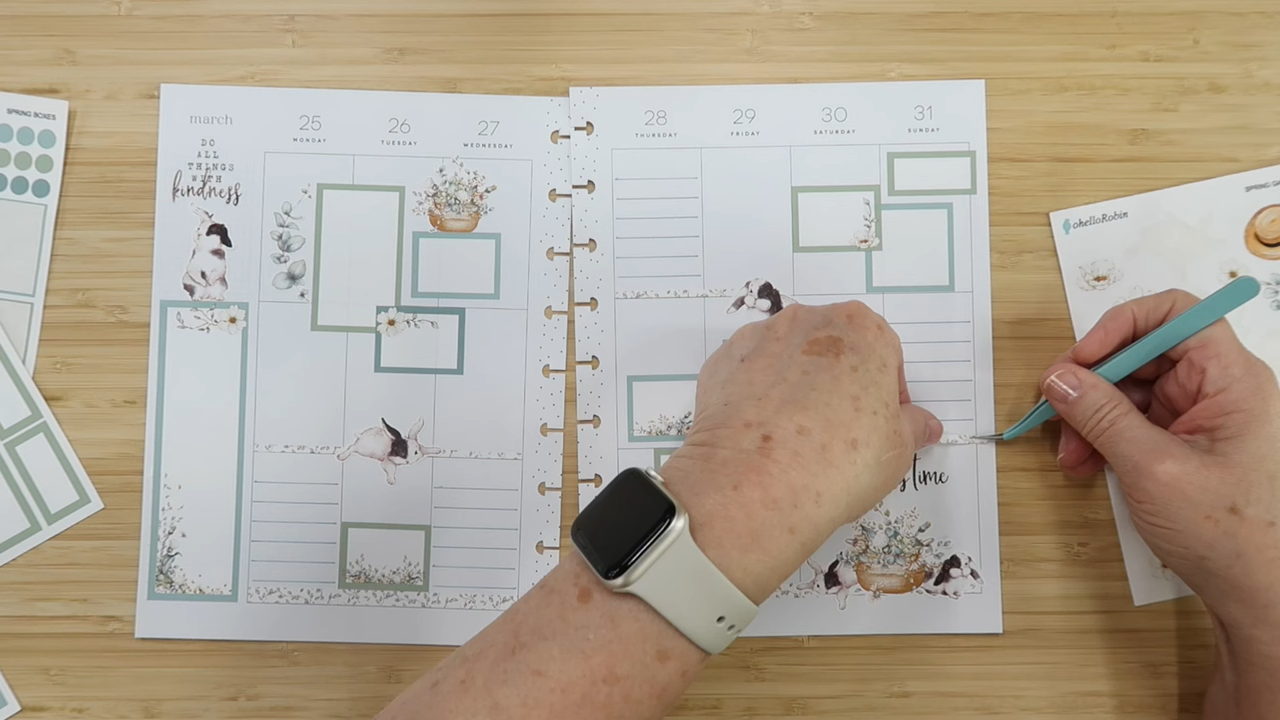 SPRING BOXES
march
DO
ALL
THINGS
WITH
kindness
25
MONDAY
26
TUESDAY
27
WEDNESDAY
28
THURSDAY
29
FRIDAY
30
SATURDAY
31
SUNDAY
time
ohelloRobin